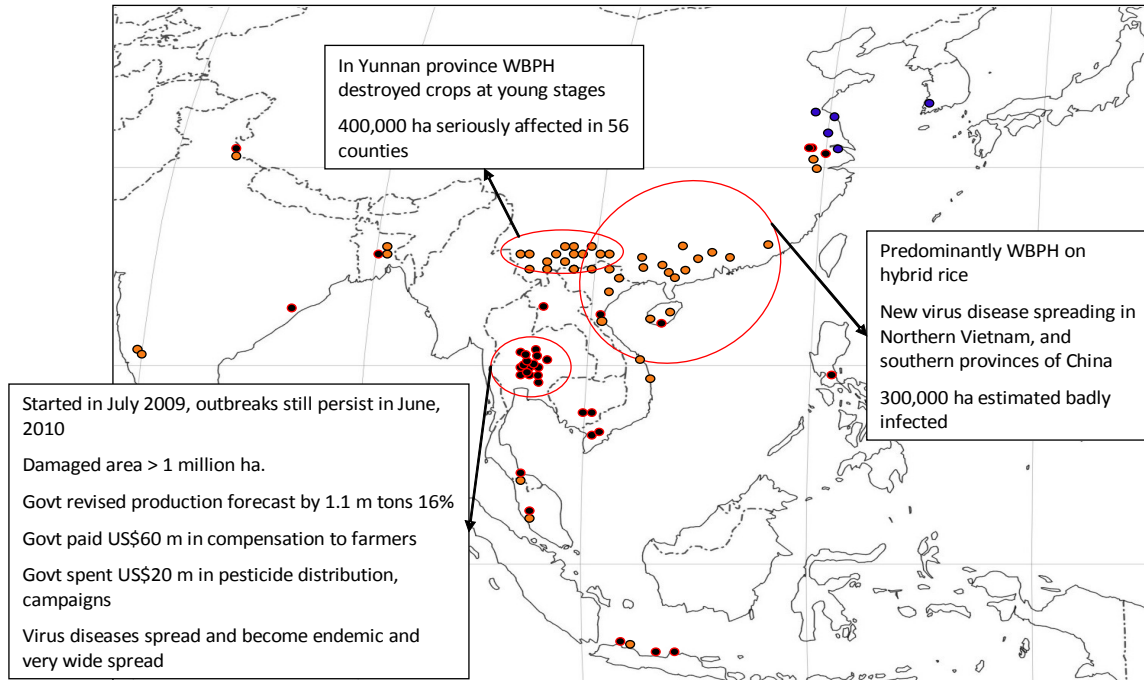 In Yunnan province WBPH
destroyed crops at young stages
400,000 ha seriously affected in 56
counties
Predominantly WBPH on
hybrid rice
New virus disease spreading in
Northern Vietnam, and
southern provinces of China
300,000 ha estimated badly
infected
Started in July 2009, outbreaks still persist in June,
2010
Damaged area > 1 million ha.
Govt revised production forecast by 1.1 m tons 16%
Govt paid US$60 m in compensation to farmers
Govt spent US$20 m in pesticide distribution,
campaigns
Virus diseases spread and become endemic and
very wide spread